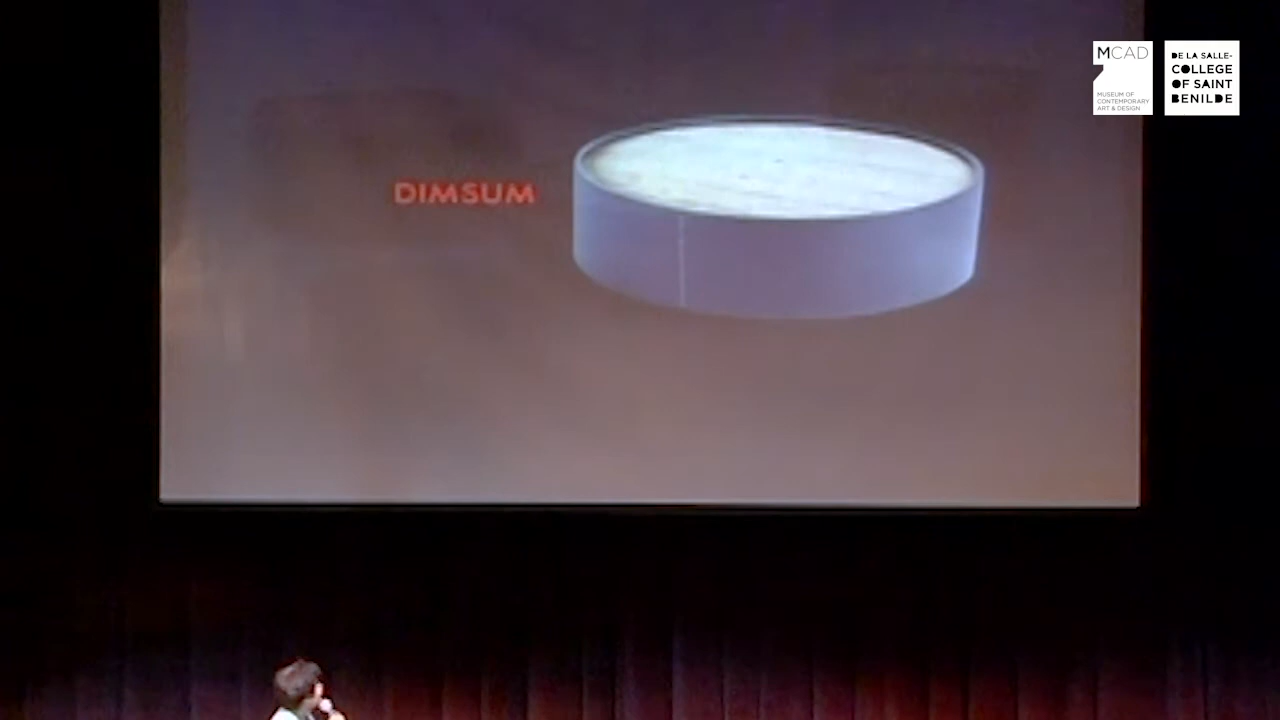 DIMSUM
MCAD
MUSEUM OF
CONTEMPORARY
ART & DESIGN
DE LA SALLE-
COLLEGE
OF SAINT
BENILDE